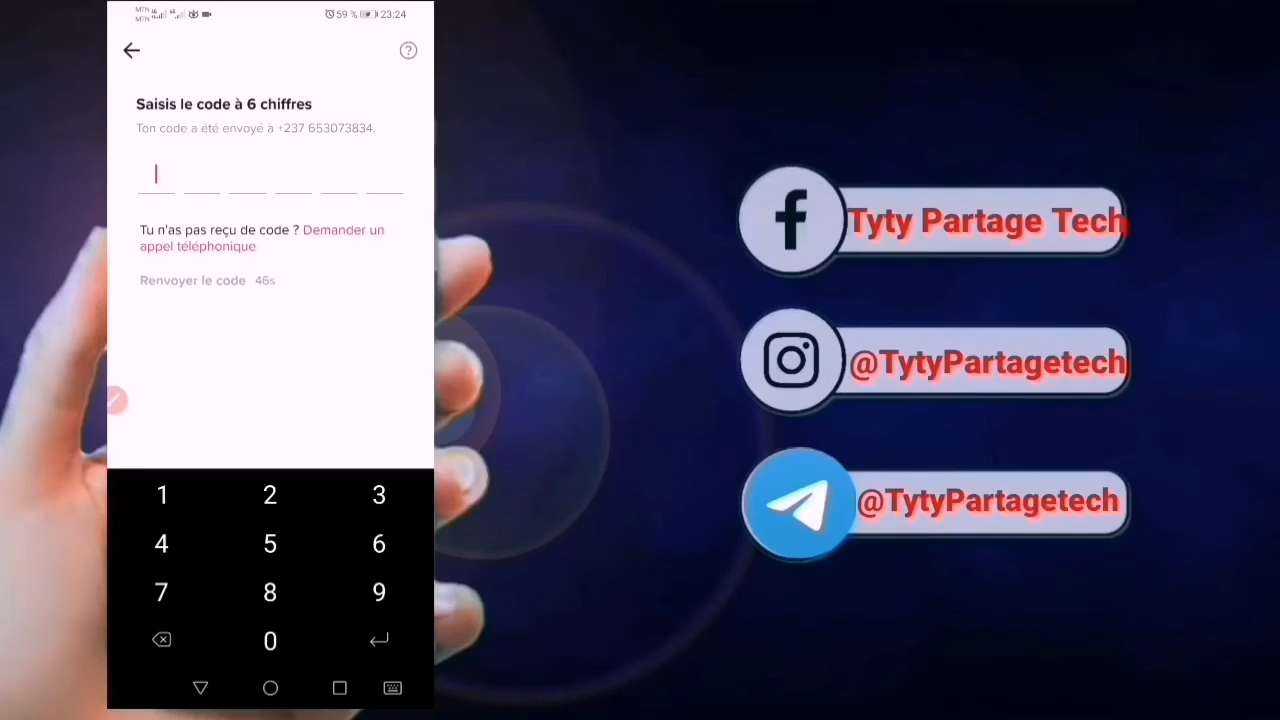 MTN
MTN
59 %
23:24
?
Saisis le code à 6 chiffres
Ton code a été envoyé à +237 653073834.
Tu n'as pas reçu de code ? Demander un
appel téléphonique
Renvoyer le code 46s
1 2 3
4 5 6
7 8 9
0
Tyty Partage Tech
@TytyPartagetech
@TytyPartagetech